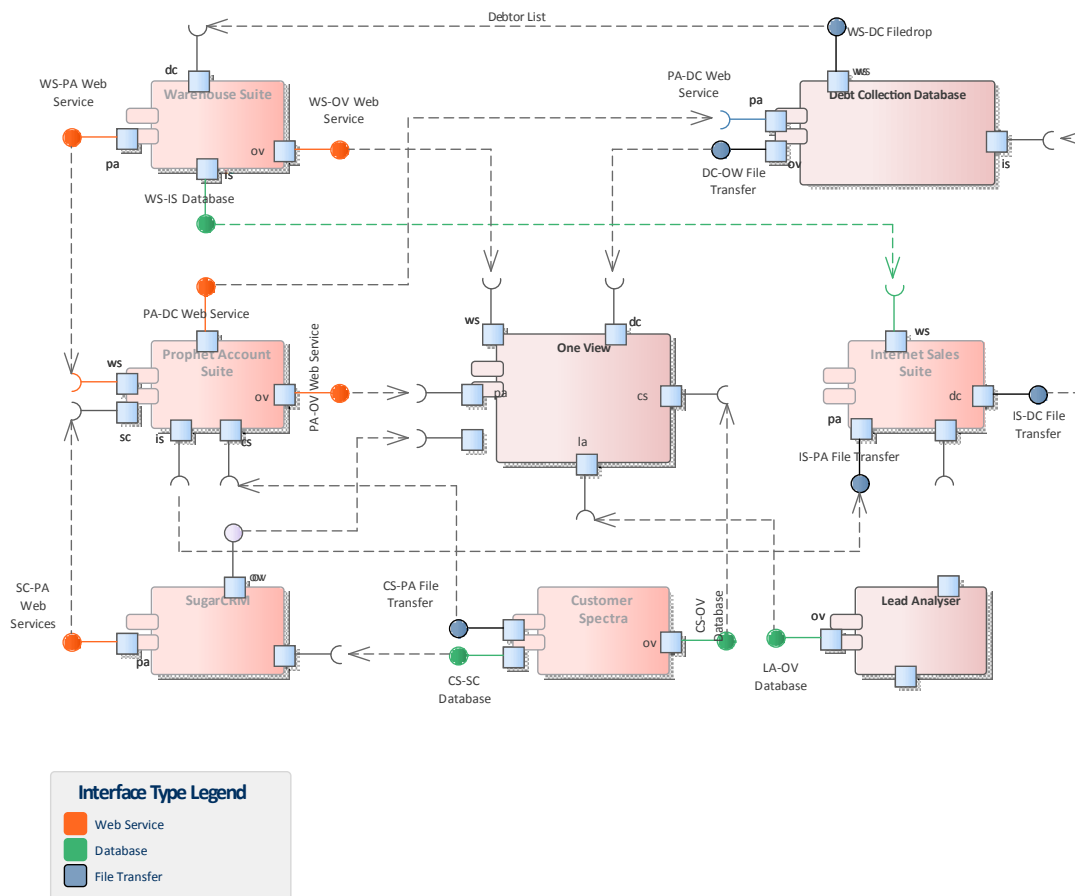 Debtor List
WS-DC Filedrop
dc
ws
WS-PA Web
Service
Warehouse Suite
WS-OV Web
Service
PA-DC Web
Service
pa
Debt Collection Database
pa
ov
is
WS-IS Database
ov
DC-OW File
Transfer
is
PA-DC Web Service
ws
dc
ws
ws
Prophet Account
Suite
ov
PA-OV Web Service
One View
pa
cs
Internet Sales
Suite
dc
IS-DC File
Transfer
sc
is
cs
la
pa
IS-PA File Transfer
SC-PA
Web
Services
ov
SugarCRM
pa
CS-PA File
Transfer
Customer
Spectra
ov
CS-OV
Database
ov
Lead Analyser
CS-SC
Database
LA-OV
Database
Interface Type Legend
Web Service
Database
File Transfer